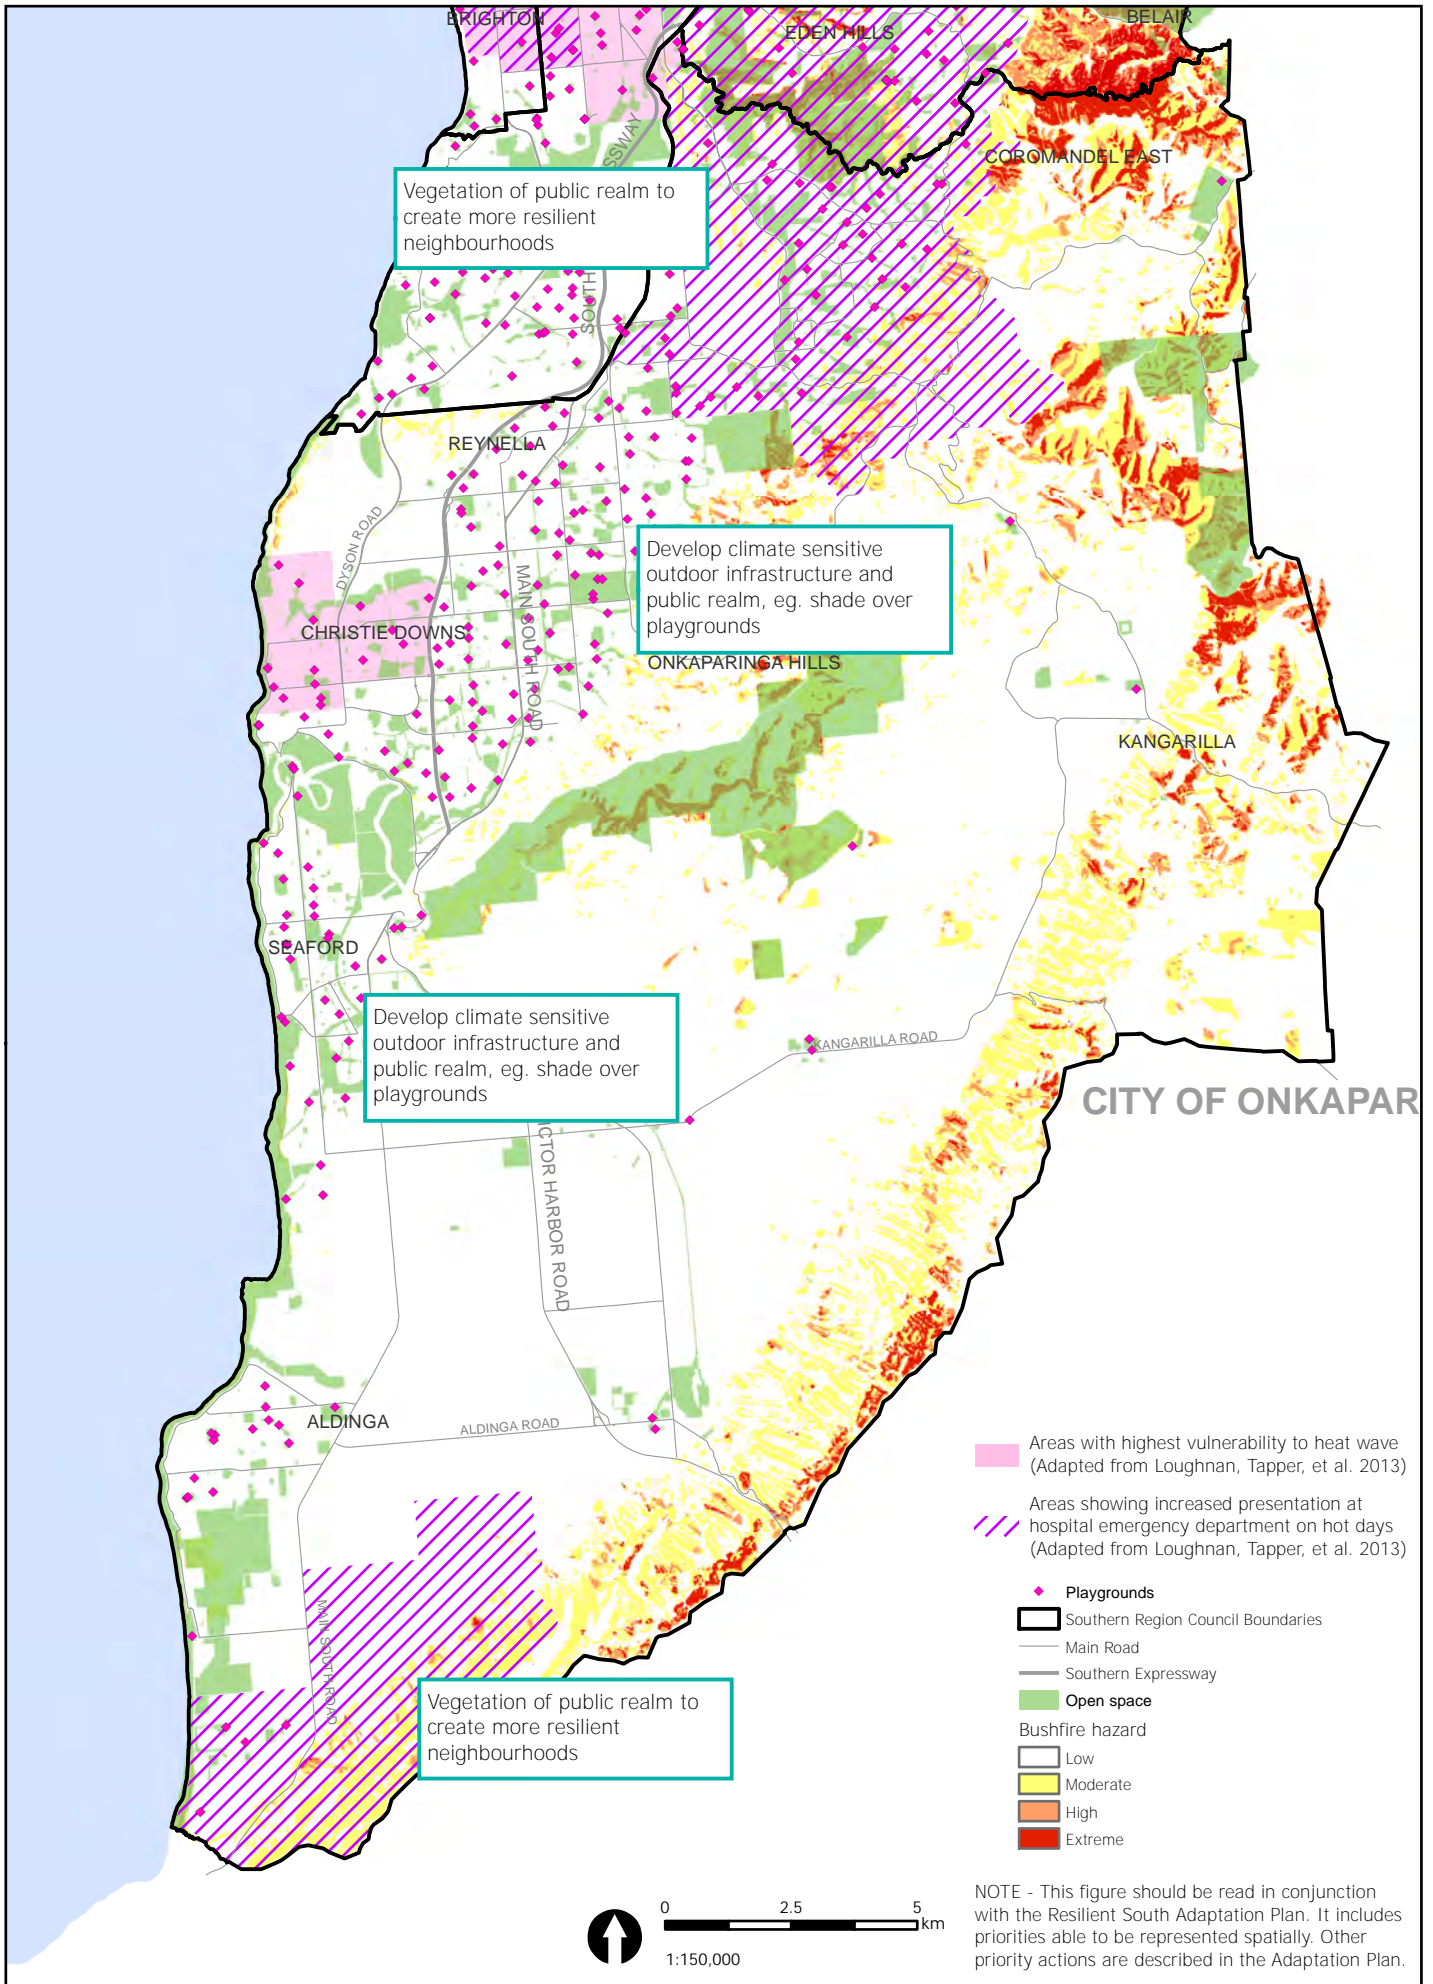 BRIGHTON
EDEN HILLS
BELAIR
SSWAY
COROMANDEL EAST
Vegetation of public realm to
create more resilient
neighbourhoods
SOUTH
REYNELLA
DYSON ROAD
MAIN SOUTH ROAD
Develop climate sensitive
outdoor infrastructure and
public realm, eg. shade over
playgrounds
CHRISTIE DOWNS
ONKAPARINGA HILLS
KANGARILLA
SEAFORD
Develop climate sensitive
outdoor infrastructure and
public realm, eg. shade over
playgrounds
KANGARILLA ROAD
CITY OF ONKAPAR
ICTOR HARBOR ROAD
ALDINGA
ALDINGA ROAD
MAIN SOUTH ROAD
Vegetation of public realm to
create more resilient
neighbourhoods
Areas with highest vulnerability to heat wave
(Adapted from Loughnan, Tapper, et al. 2013)
Areas showing increased presentation at
hospital emergency department on hot days
(Adapted from Loughnan, Tapper, et al. 2013)
Playgrounds
Southern Region Council Boundaries
Main Road
Southern Expressway
Open space
Bushfire hazard
Low
Moderate
High
Extreme
0 2.5 5
km
1:150,000
NOTE - This figure should be read in conjunction
with the Resilient South Adaptation Plan. It includes
priorities able to be represented spatially. Other
priority actions are described in the Adaptation Plan.